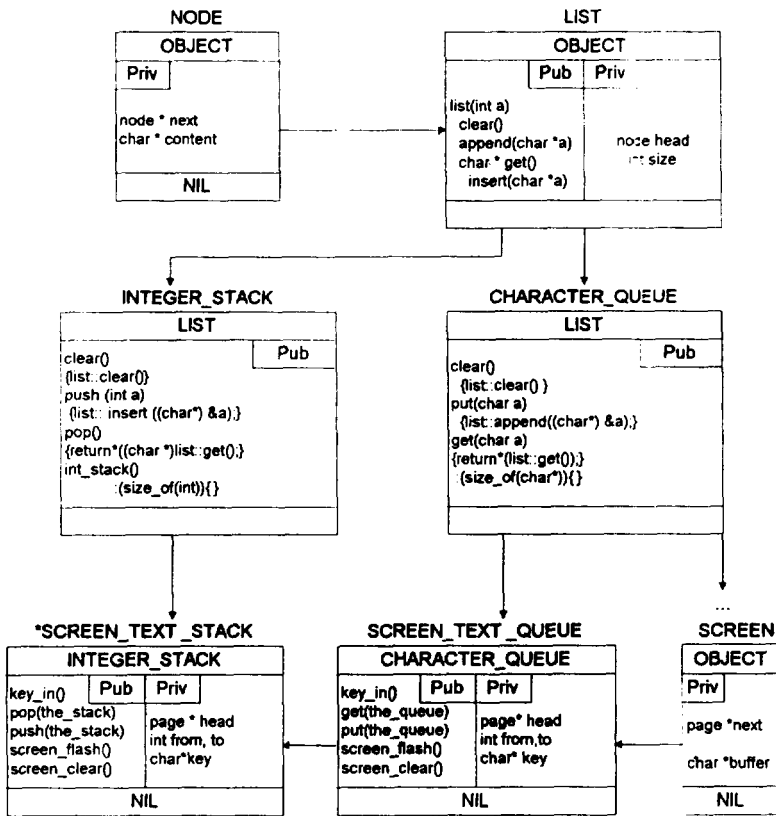 NODE
OBJECT
Priv
node * next
char * content
NIL
LIST
OBJECT
Pub Priv
list(int a)
clear()
append(char *a)
char * get()
insert(char *a)
node head
int size
INTEGER_STACK
LIST
Pub
clear()
{list::clear()}
push (int a)
{list:: insert ((char*) &a);}
pop()
{return*((char *)list::get();}
int_stack()
:(size_of(int)){ }
CHARACTER_QUEUE
LIST
Pub
clear()
{list::clear() }
put(char a)
{list::append((char*) &a);}
get(char a)
{return*(list::get());}
:(size_of(char*)){ }
...
*SCREEN_TEXT_STACK
INTEGER_STACK
Pub Priv
key_in()
pop(the_stack)
push(the_stack)
screen_flash()
screen_clear()
page * head
int from, to
char*key
NIL
SCREEN_TEXT_QUEUE
CHARACTER_QUEUE
Pub Priv
key_in()
get(the_queue)
put(the_queue)
screen_flash()
screen_clear()
page* head
int from,to
char* key
NIL
SCREEN
OBJECT
Priv
page *next
char *buffer
NIL